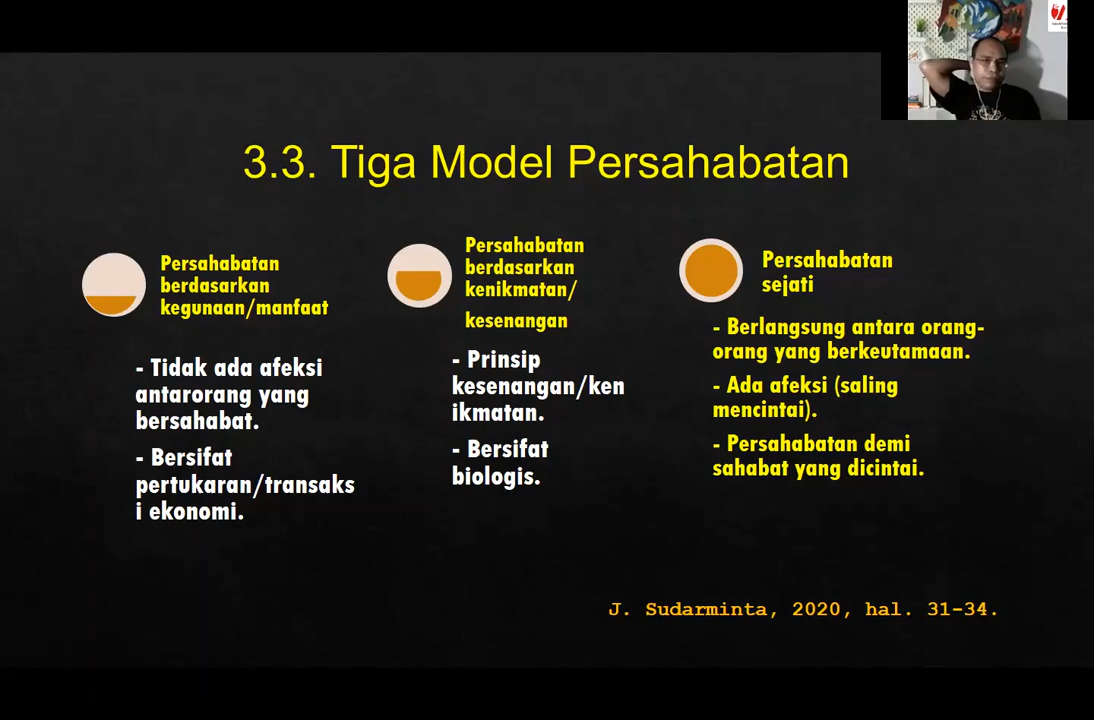 3.3. Tiga Model Persahabatan
Persahabatan
berdasarkan
kegunaan/manfaat
- Tidak ada afeksi
antarorang yang
bersahabat.
- Bersifat
pertukaran/transaks
i ekonomi.
Persahabatan
berdasarkan
kenikmatan/
kesenangan
- Prinsip
kesenangan/ken
ikmatan.
- Bersifat
biologis.
Persahabatan
sejati
- Berlangsung antara orang-
orang yang berkeutamaan.
- Ada afeksi (saling
mencintai).
- Persahabatan demi
sahabat yang dicintai.
J. Sudarminta, 2020, hal. 31-34.